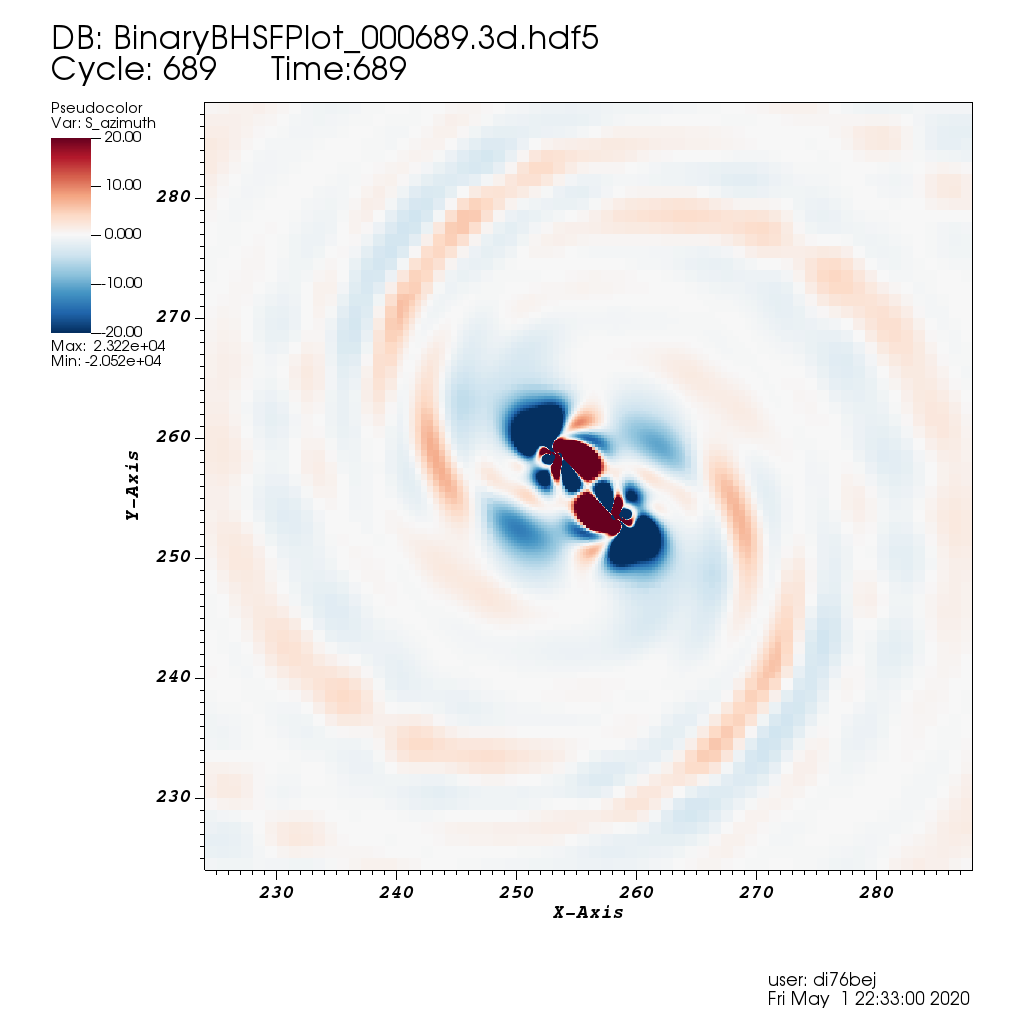 DB: BinaryBHSFPlot_000689.3d.hdf5
Cycle: 689 Time:689
Pseudocolor
Var: S_azimuth
20.00
10.00
0.000
-10.00
-20.00
Max: 2.322e+04
Min: -2.052e+04
280
270
260
250
240
230
Y-Axis
230 240 250 260 270 280
X-Axis
user: di76bej
Fri May 1 22:33:00 2020